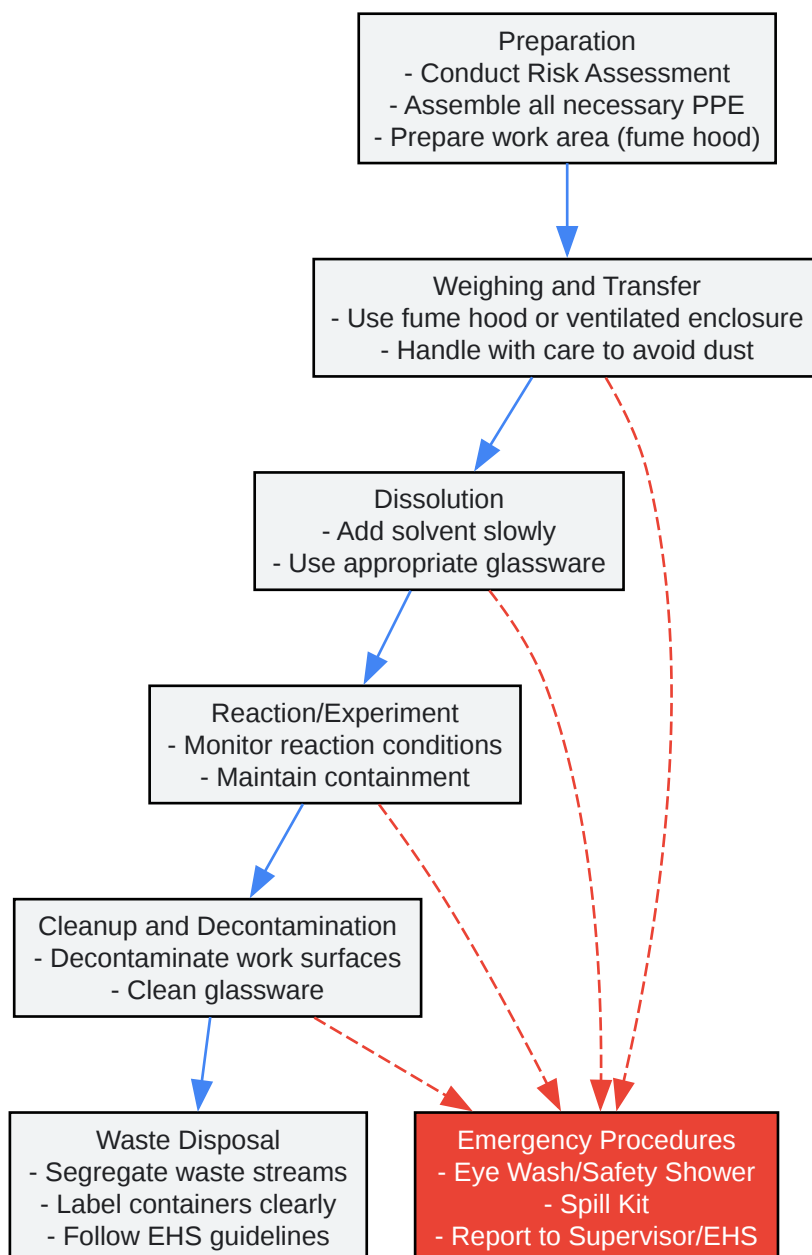 Preparation
- Conduct Risk Assessment
- Assemble all necessary PPE
- Prepare work area (fume hood)
Weighing and Transfer
- Use fume hood or ventilated enclosure
- Handle with care to avoid dust
Dissolution
- Add solvent slowly
- Use appropriate glassware
Reaction/Experiment
- Monitor reaction conditions
- Maintain containment
Cleanup and Decontamination
- Decontaminate work surfaces
- Clean glassware
Waste Disposal
- Segregate waste streams
- Label containers clearly
- Follow EHS guidelines
Emergency Procedures
- Eye Wash/Safety Shower
- Spill Kit
- Report to Supervisor/EHS